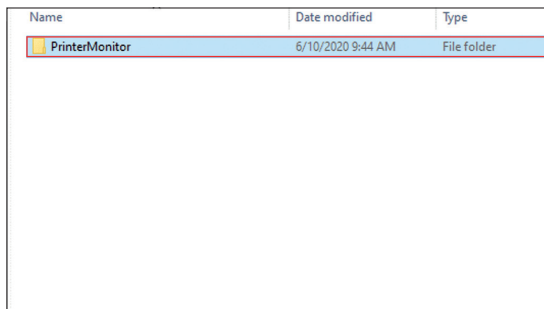 Name Date modified Type
PrinterMonitor 6/10/2020 9:44 AM File folder